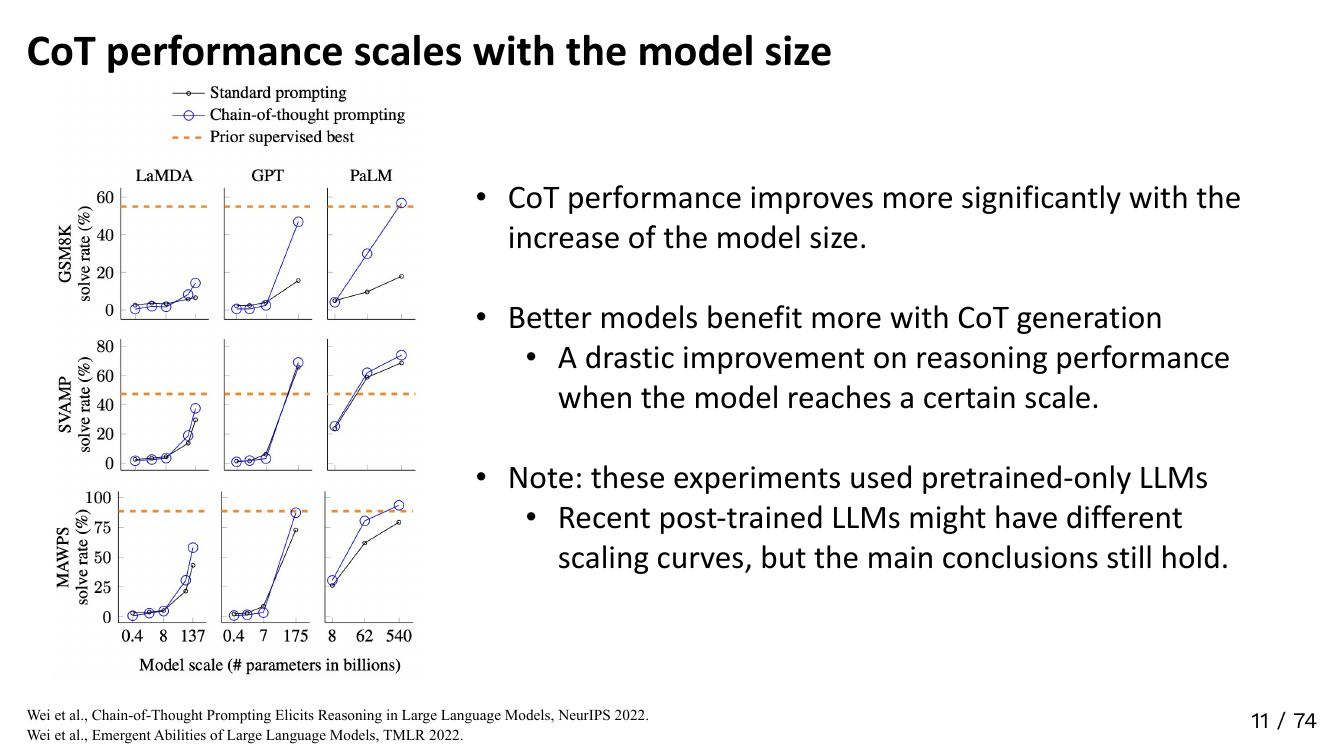 CoT performance scales with the model size
Standard prompting
Chain-of-thought prompting
Prior supervised best
LaMDA GPT PaLM
GSM8K
solve rate (%)
60
40
20
0
SVAMP
solve rate (%)
80
60
40
20
0
MAWPS
solve rate (%)
100
75
50
25
0
0.4 8 137 0.4 7 175 8 62 540
Model scale (# parameters in billions)
• CoT performance improves more significantly with the
increase of the model size.
• Better models benefit more with CoT generation
• A drastic improvement on reasoning performance
when the model reaches a certain scale.
• Note: these experiments used pretrained-only LLMs
• Recent post-trained LLMs might have different
scaling curves, but the main conclusions still hold.
Wei et al., Chain-of-Thought Prompting Elicits Reasoning in Large Language Models, NeurIPS 2022.
Wei et al., Emergent Abilities of Large Language Models, TMLR 2022.
11 / 74